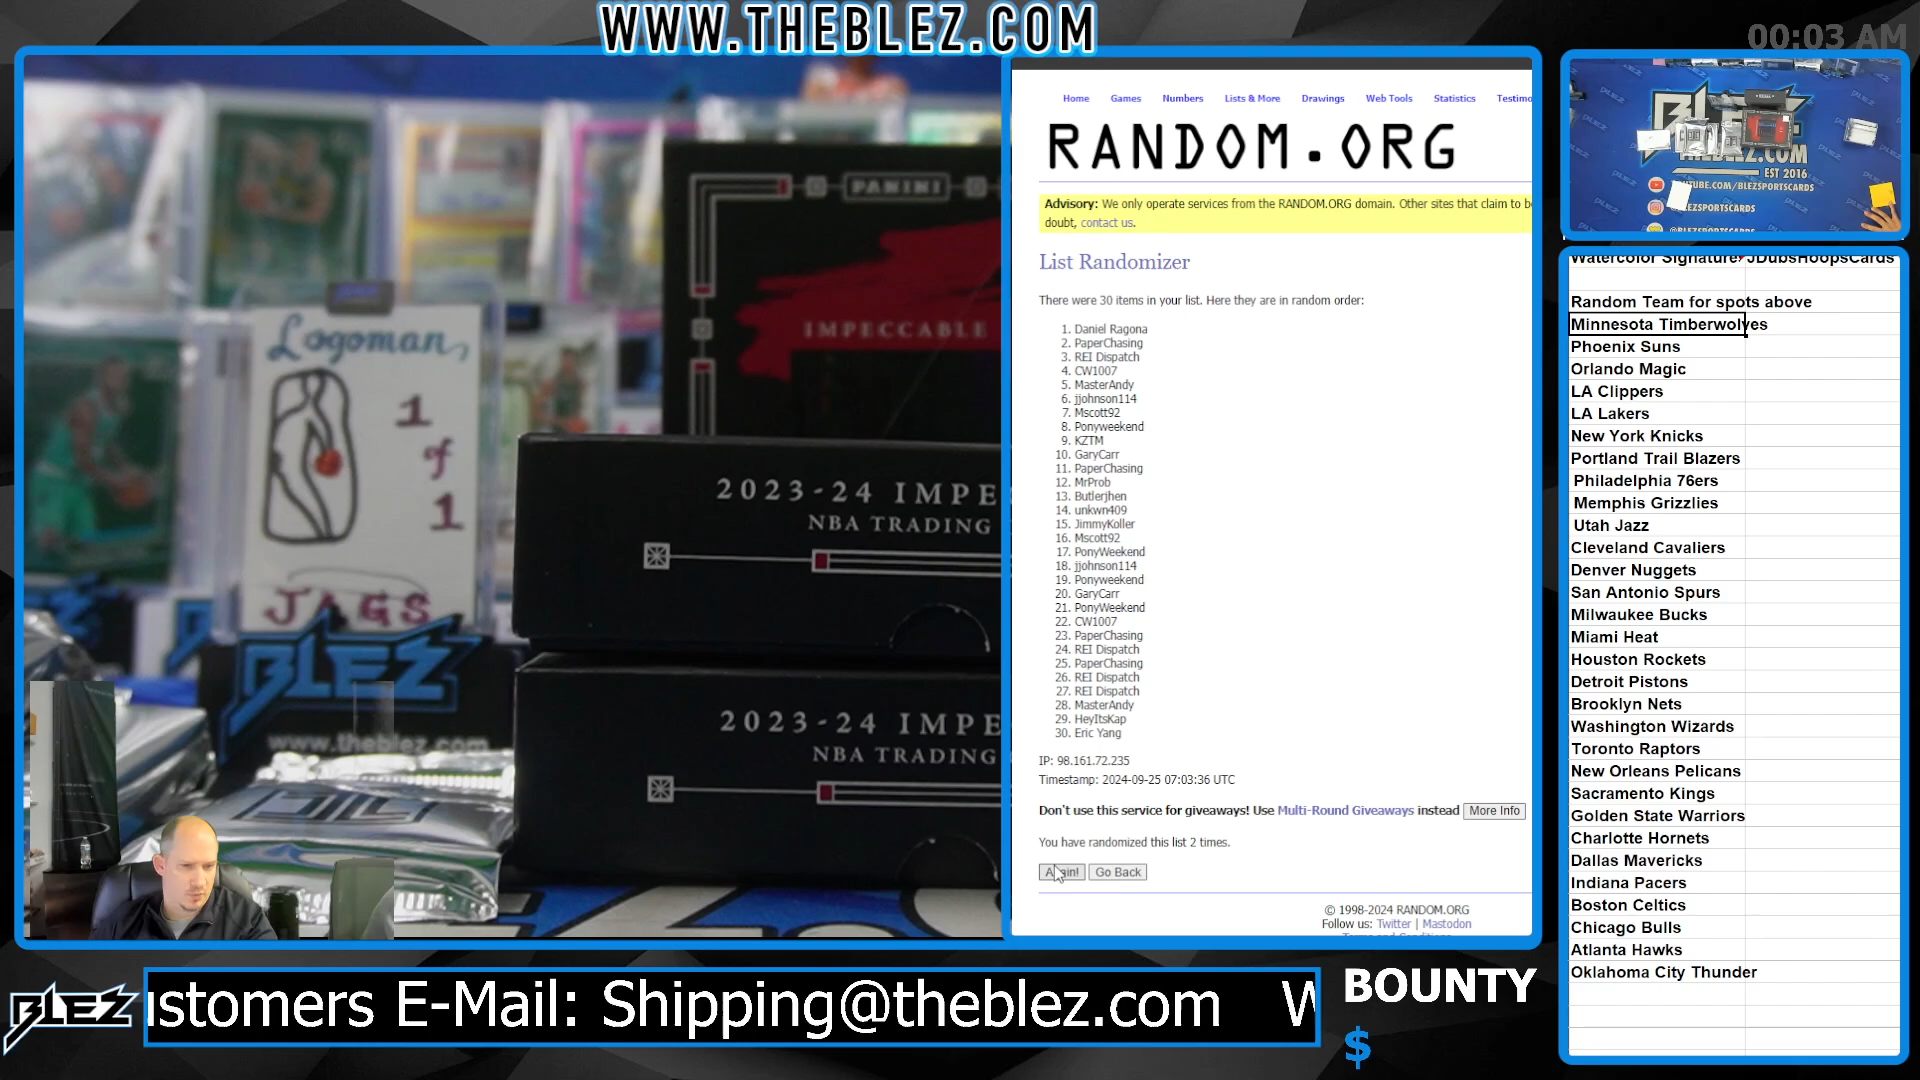 WWW.THEBLEZ.COM
00:03 AM
PANINI
IMPECCABLE
Logoman
1
of
1
JAGS
2023-24 IMPE
NBA TRADING
BLEZ
www.theblez.com
2023-24 IMPE
NBA TRADING
Home Games Numbers Lists & More Drawings Web Tools Statistics Testimo
RANDOM.ORG
Advisory: We only operate services from the RANDOM.ORG domain. Other sites that claim to b
doubt, contact us.
List Randomizer
There were 30 items in your list. Here they are in random order:
1. Daniel Ragona
2. PaperChasing
3. REI Dispatch
4. CW1007
5. MasterAndy
6. jjohnson114
7. Mscott92
8. Ponyweekend
9. KZTM
10. GaryCarr
11. PaperChasing
12. MrProb
13. Butlerjhen
14. unkwn409
15. JimmyKoller
16. Mscott92
17. PonyWeekend
18. jjohnson114
19. Ponyweekend
20. GaryCarr
21. PonyWeekend
22. CW1007
23. PaperChasing
24. REI Dispatch
25. PaperChasing
26. REI Dispatch
27. REI Dispatch
28. MasterAndy
29. HeyItsKap
30. Eric Yang
IP: 98.161.72.235
Timestamp: 2024-09-25 07:03:36 UTC
Don't use this service for giveaways! Use Multi-Round Giveaways instead More Info
You have randomized this list 2 times.
Again! Go Back
© 1998-2024 RANDOM.ORG
Follow us: Twitter | Mastodon
THEBLEZ.COM
EST 2016
YOUTUBE.COM/BLEZSPORTSCARDS
Watercolor Signature JDubsHoopsCards
Random Team for spots above
Minnesota Timberwolves
Phoenix Suns
Orlando Magic
LA Clippers
LA Lakers
New York Knicks
Portland Trail Blazers
Philadelphia 76ers
Memphis Grizzlies
Utah Jazz
Cleveland Cavaliers
Denver Nuggets
San Antonio Spurs
Milwaukee Bucks
Miami Heat
Houston Rockets
Detroit Pistons
Brooklyn Nets
Washington Wizards
Toronto Raptors
New Orleans Pelicans
Sacramento Kings
Golden State Warriors
Charlotte Hornets
Dallas Mavericks
Indiana Pacers
Boston Celtics
Chicago Bulls
Atlanta Hawks
Oklahoma City Thunder
BLEZ
ustomers E-Mail: Shipping@theblez.com W
BOUNTY
$